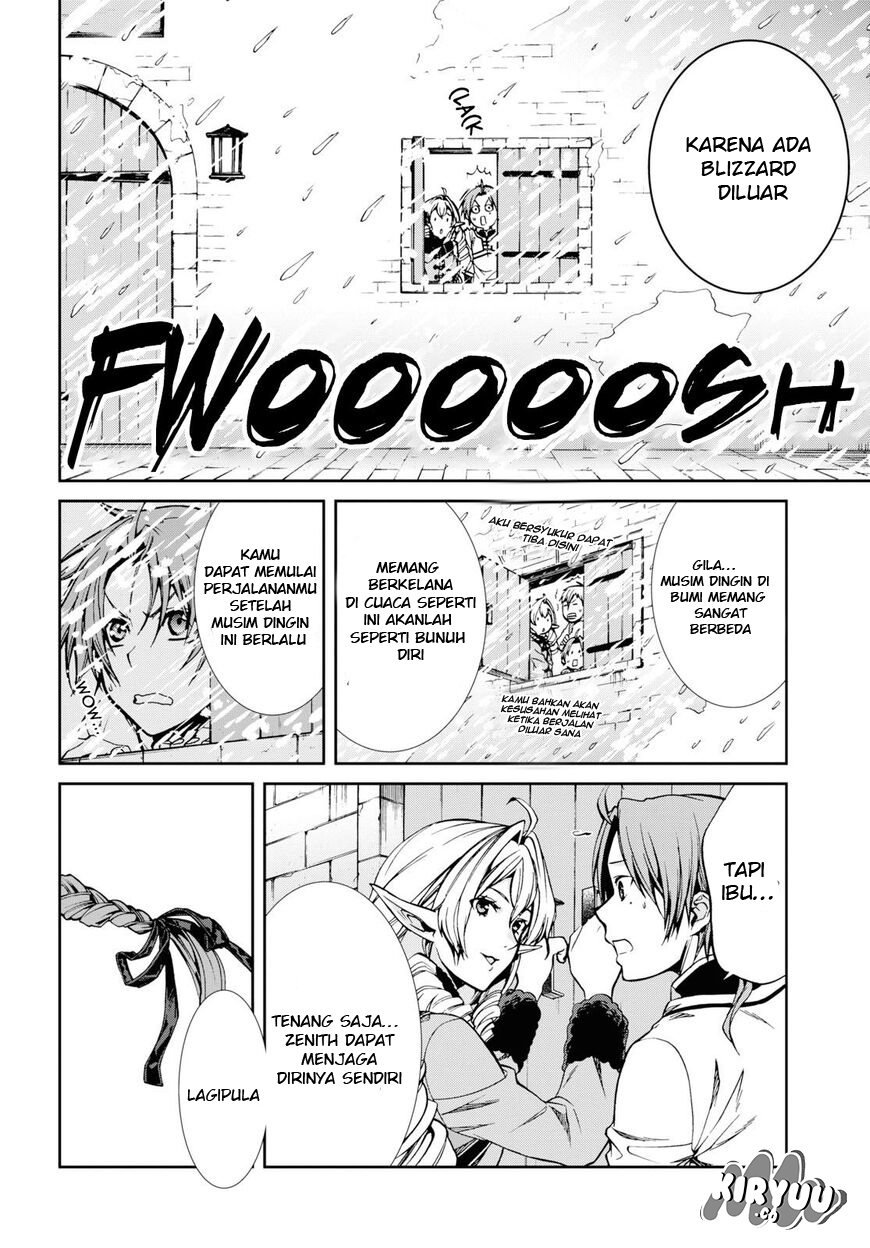 KARENA ADA
BLIZZARD
DILUAR
CLACK
FWOOOOOSH
GILA...
MUSIM DINGIN DI
BUMI MEMANG
SANGAT
BERBEDA
AKU BERSYUKUR DAPAT
TIBA DISINI
KAMU BAHKAN AKAN
KESUSAHAN MELIHAT
KETIKA BERJALAN
DILUAR SANA
MEMANG
BERKELANA
DI CUACA SEPERTI
INI AKANLAH
SEPERTI BUNUH
DIRI
KAMU
DAPAT MEMULAI
PERJALANANMU
SETELAH
MUSIM DINGIN
INI BERLALU
WOW...
TAPI
IBU...
TENANG SAJA...
ZENITH DAPAT
MENJAGA
DIRINYA SENDIRI
LAGIPULA
KIRYUU
.CO